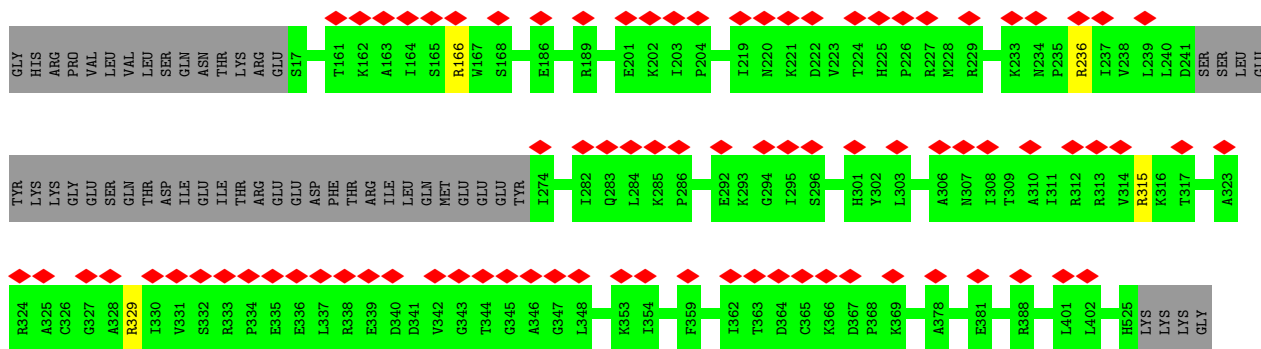 GLY HIS ARG PRO VAL LEU VAL LEU SER GLN ASN THR LYS ARG GLU S17 T161 K162 A163 I164 S165 R166 W167 S168 E186 R189 E201 K202 I203 P204 I219 N220 K221 D222 V223 T224 H225 P226 R227 M228 R229 K233 N234 P235 R236 I237 V238 L239 L240 D241 SER SER LEU GLU
TYR LYS LYS GLY GLU SER GLN THR ASP ILE GLU ILE THR ARG GLU GLU ASP PHE THR ARG ILE LEU GLN MET GLU GLU GLU TYR I274 I282 Q283 L284 K285 P286 E292 K293 G294 I295 S296 H301 Y302 L303 A306 N307 I308 T309 A310 I311 R312 R313 V314 R315 K316 T317 A323
R324 A325 C326 G327 A328 R329 I330 V331 S332 R333 P334 E335 E336 L337 R338 E339 D340 D341 V342 G343 T344 G345 A346 G347 L348 K353 I354 F359 I362 T363 D364 C365 K366 D367 P368 K369 A378 E381 R388 L401 L402 H525 LYS LYS LYS GLY